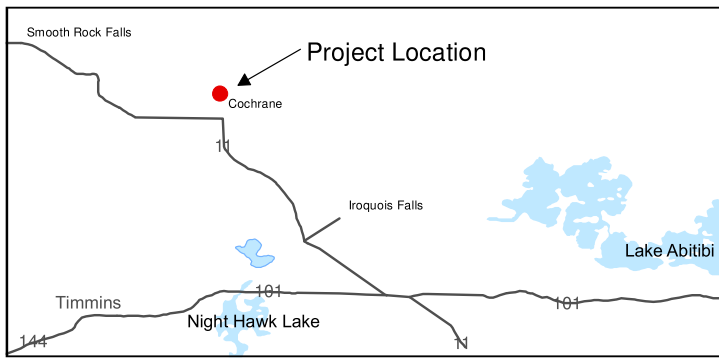 Smooth Rock Falls
Project Location
Cochrane
11
Iroquois Falls
Lake Abitibi
101
Timmins
101
Night Hawk Lake
144
11